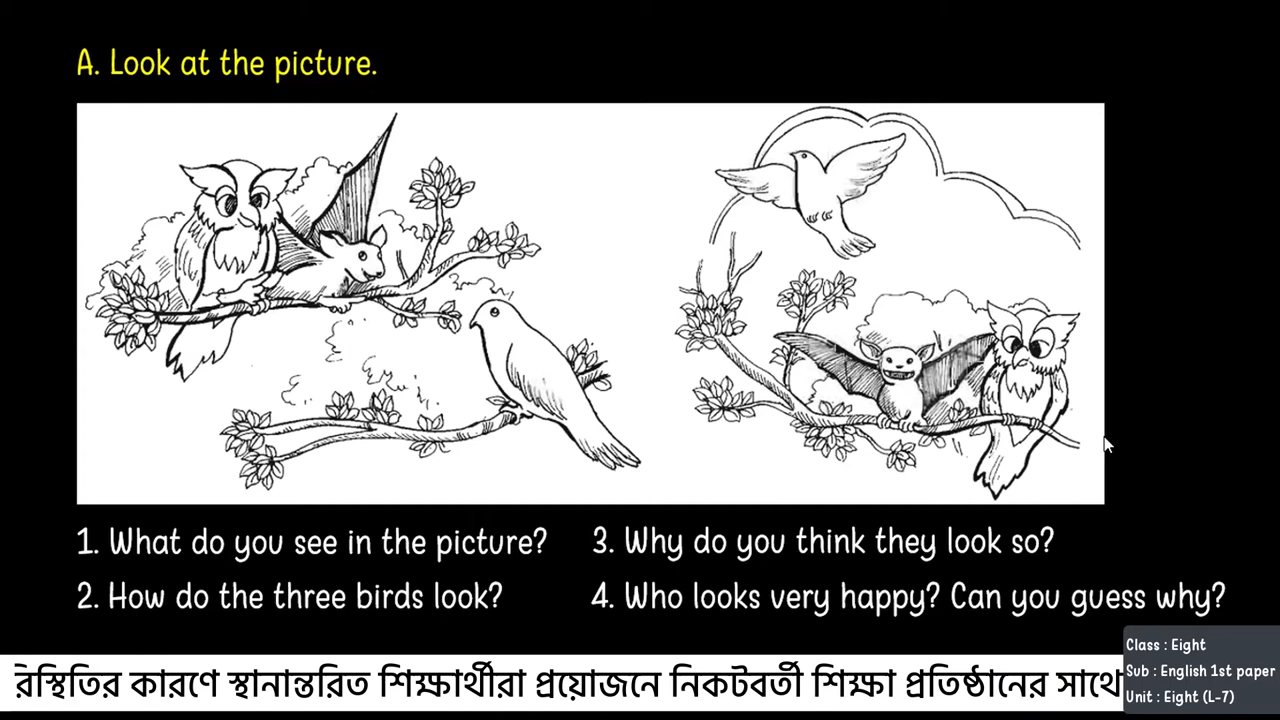 A. Look at the picture.
1. What do you see in the picture?
2. How do the three birds look?
3. Why do you think they look so?
4. Who looks very happy? Can you guess why?
Class : Eight
Sub : English 1st paper
Unit : Eight (L-7)
রিস্থিতির কারণে স্থানান্তরিত শিক্ষার্থীরা প্রয়োজনে নিকটবর্তী শিক্ষা প্রতিষ্ঠানের সাথে